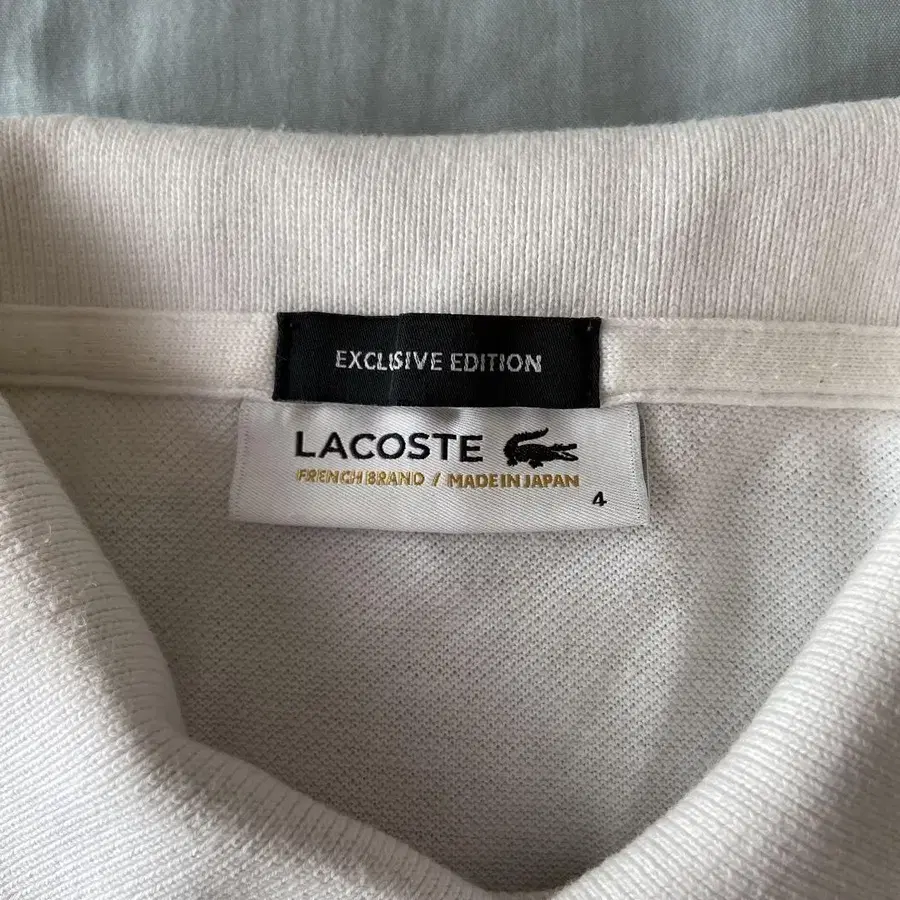 EXCLUSIVE EDITION
LACOSTE
FRENCH BRAND / MADE IN JAPAN
4